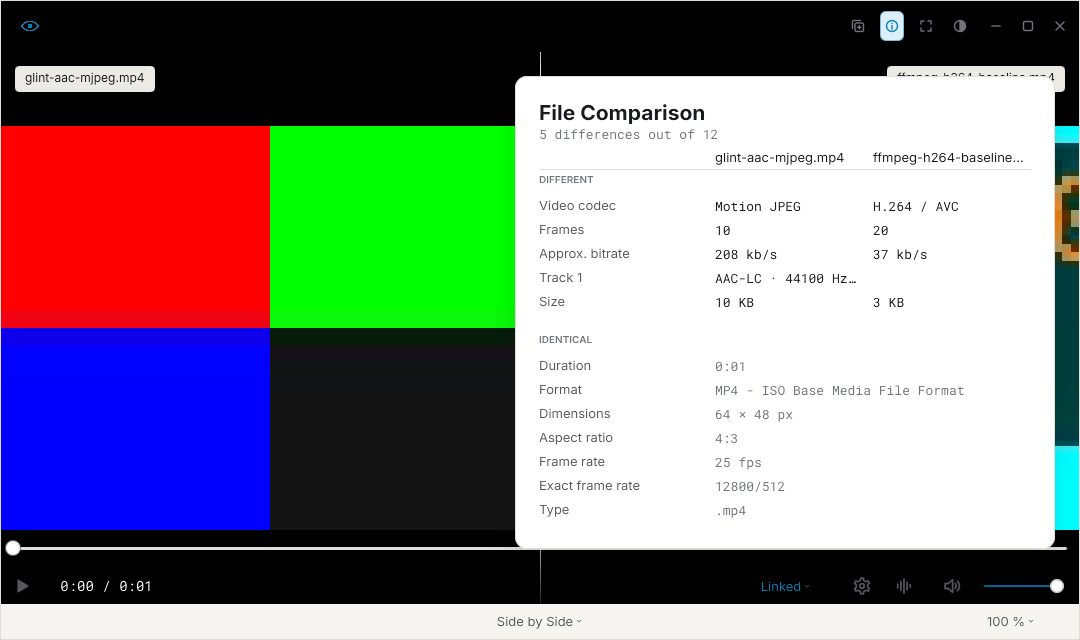 glint-aac-mjpeg.mp4
ffmpeg-h264-baseline.mp4
File Comparison
5 differences out of 12
glint-aac-mjpeg.mp4 ffmpeg-h264-baseline...
DIFFERENT
Video codec Motion JPEG H.264 / AVC
Frames 10 20
Approx. bitrate 208 kb/s 37 kb/s
Track 1 AAC-LC · 44100 Hz…
Size 10 KB 3 KB
IDENTICAL
Duration 0:01
Format MP4 - ISO Base Media File Format
Dimensions 64 × 48 px
Aspect ratio 4:3
Frame rate 25 fps
Exact frame rate 12800/512
Type .mp4
0:00 / 0:01
Linked
Side by Side
100 %